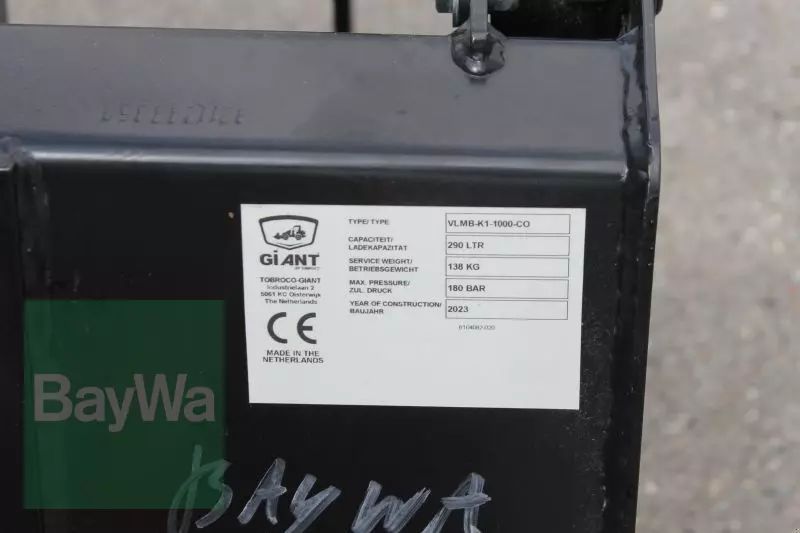 GiANT
TOBROCO-GIANT
Industrielaan 2
5061 KC Oisterwijk
The Netherlands
CE
MADE IN THE
NETHERLANDS
TYPE/TYPE VLMB-K1-1000-CO
CAPACITEIT/
LADEKAPAZITAT 290 LTR
SERVICE WEIGHT/
BETRIEBSGEWICHT 138 KG
MAX. PRESSURE/
ZUL. DRUCK 180 BAR
YEAR OF CONSTRUCTION/
BAUJAHR 2023
BayWa
BAYWA